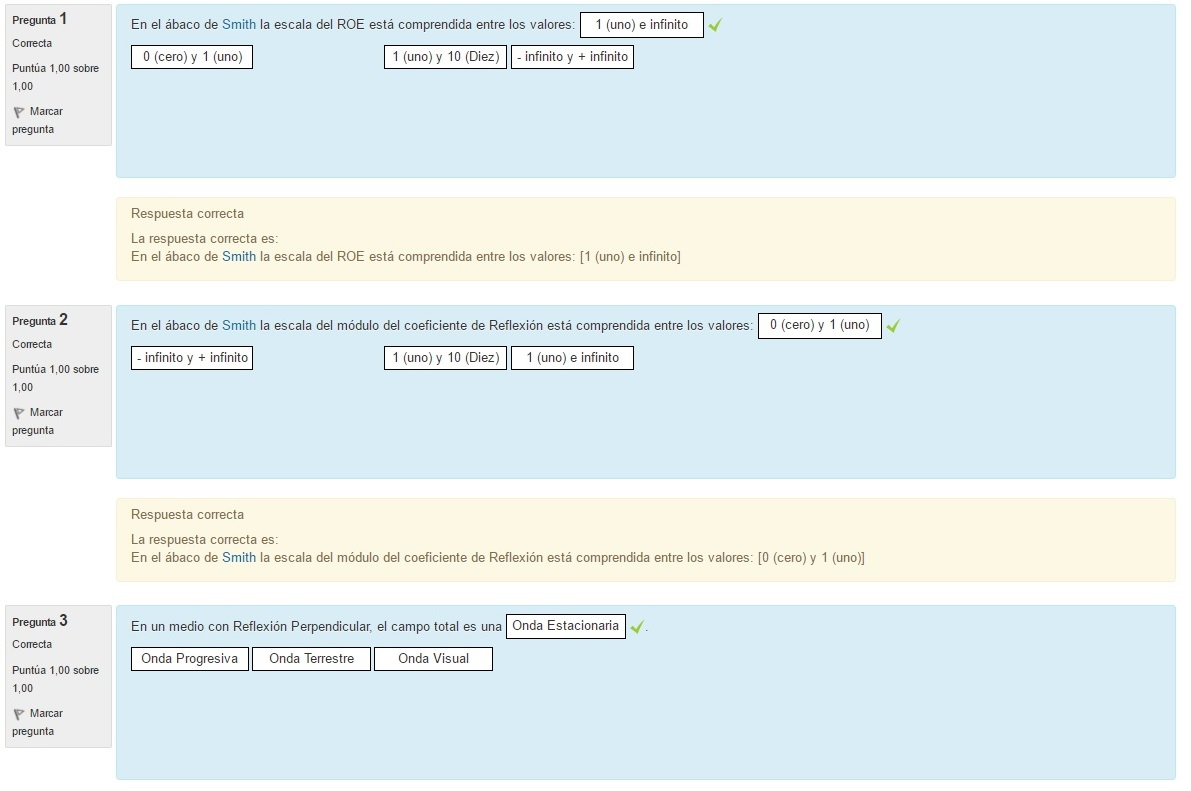 Pregunta 1
Correcta
Puntúa 1,00 sobre
1,00
Marcar
pregunta
En el ábaco de Smith la escala del ROE está comprendida entre los valores: 1 (uno) e infinito
0 (cero) y 1 (uno) 1 (uno) y 10 (Diez) - infinito y + infinito
Respuesta correcta
La respuesta correcta es:
En el ábaco de Smith la escala del ROE está comprendida entre los valores: [1 (uno) e infinito]
Pregunta 2
Correcta
Puntúa 1,00 sobre
1,00
Marcar
pregunta
En el ábaco de Smith la escala del módulo del coeficiente de Reflexión está comprendida entre los valores: 0 (cero) y 1 (uno)
- infinito y + infinito 1 (uno) y 10 (Diez) 1 (uno) e infinito
Respuesta correcta
La respuesta correcta es:
En el ábaco de Smith la escala del módulo del coeficiente de Reflexión está comprendida entre los valores: [0 (cero) y 1 (uno)]
Pregunta 3
Correcta
Puntúa 1,00 sobre
1,00
Marcar
pregunta
En un medio con Reflexión Perpendicular, el campo total es una Onda Estacionaria .
Onda Progresiva Onda Terrestre Onda Visual